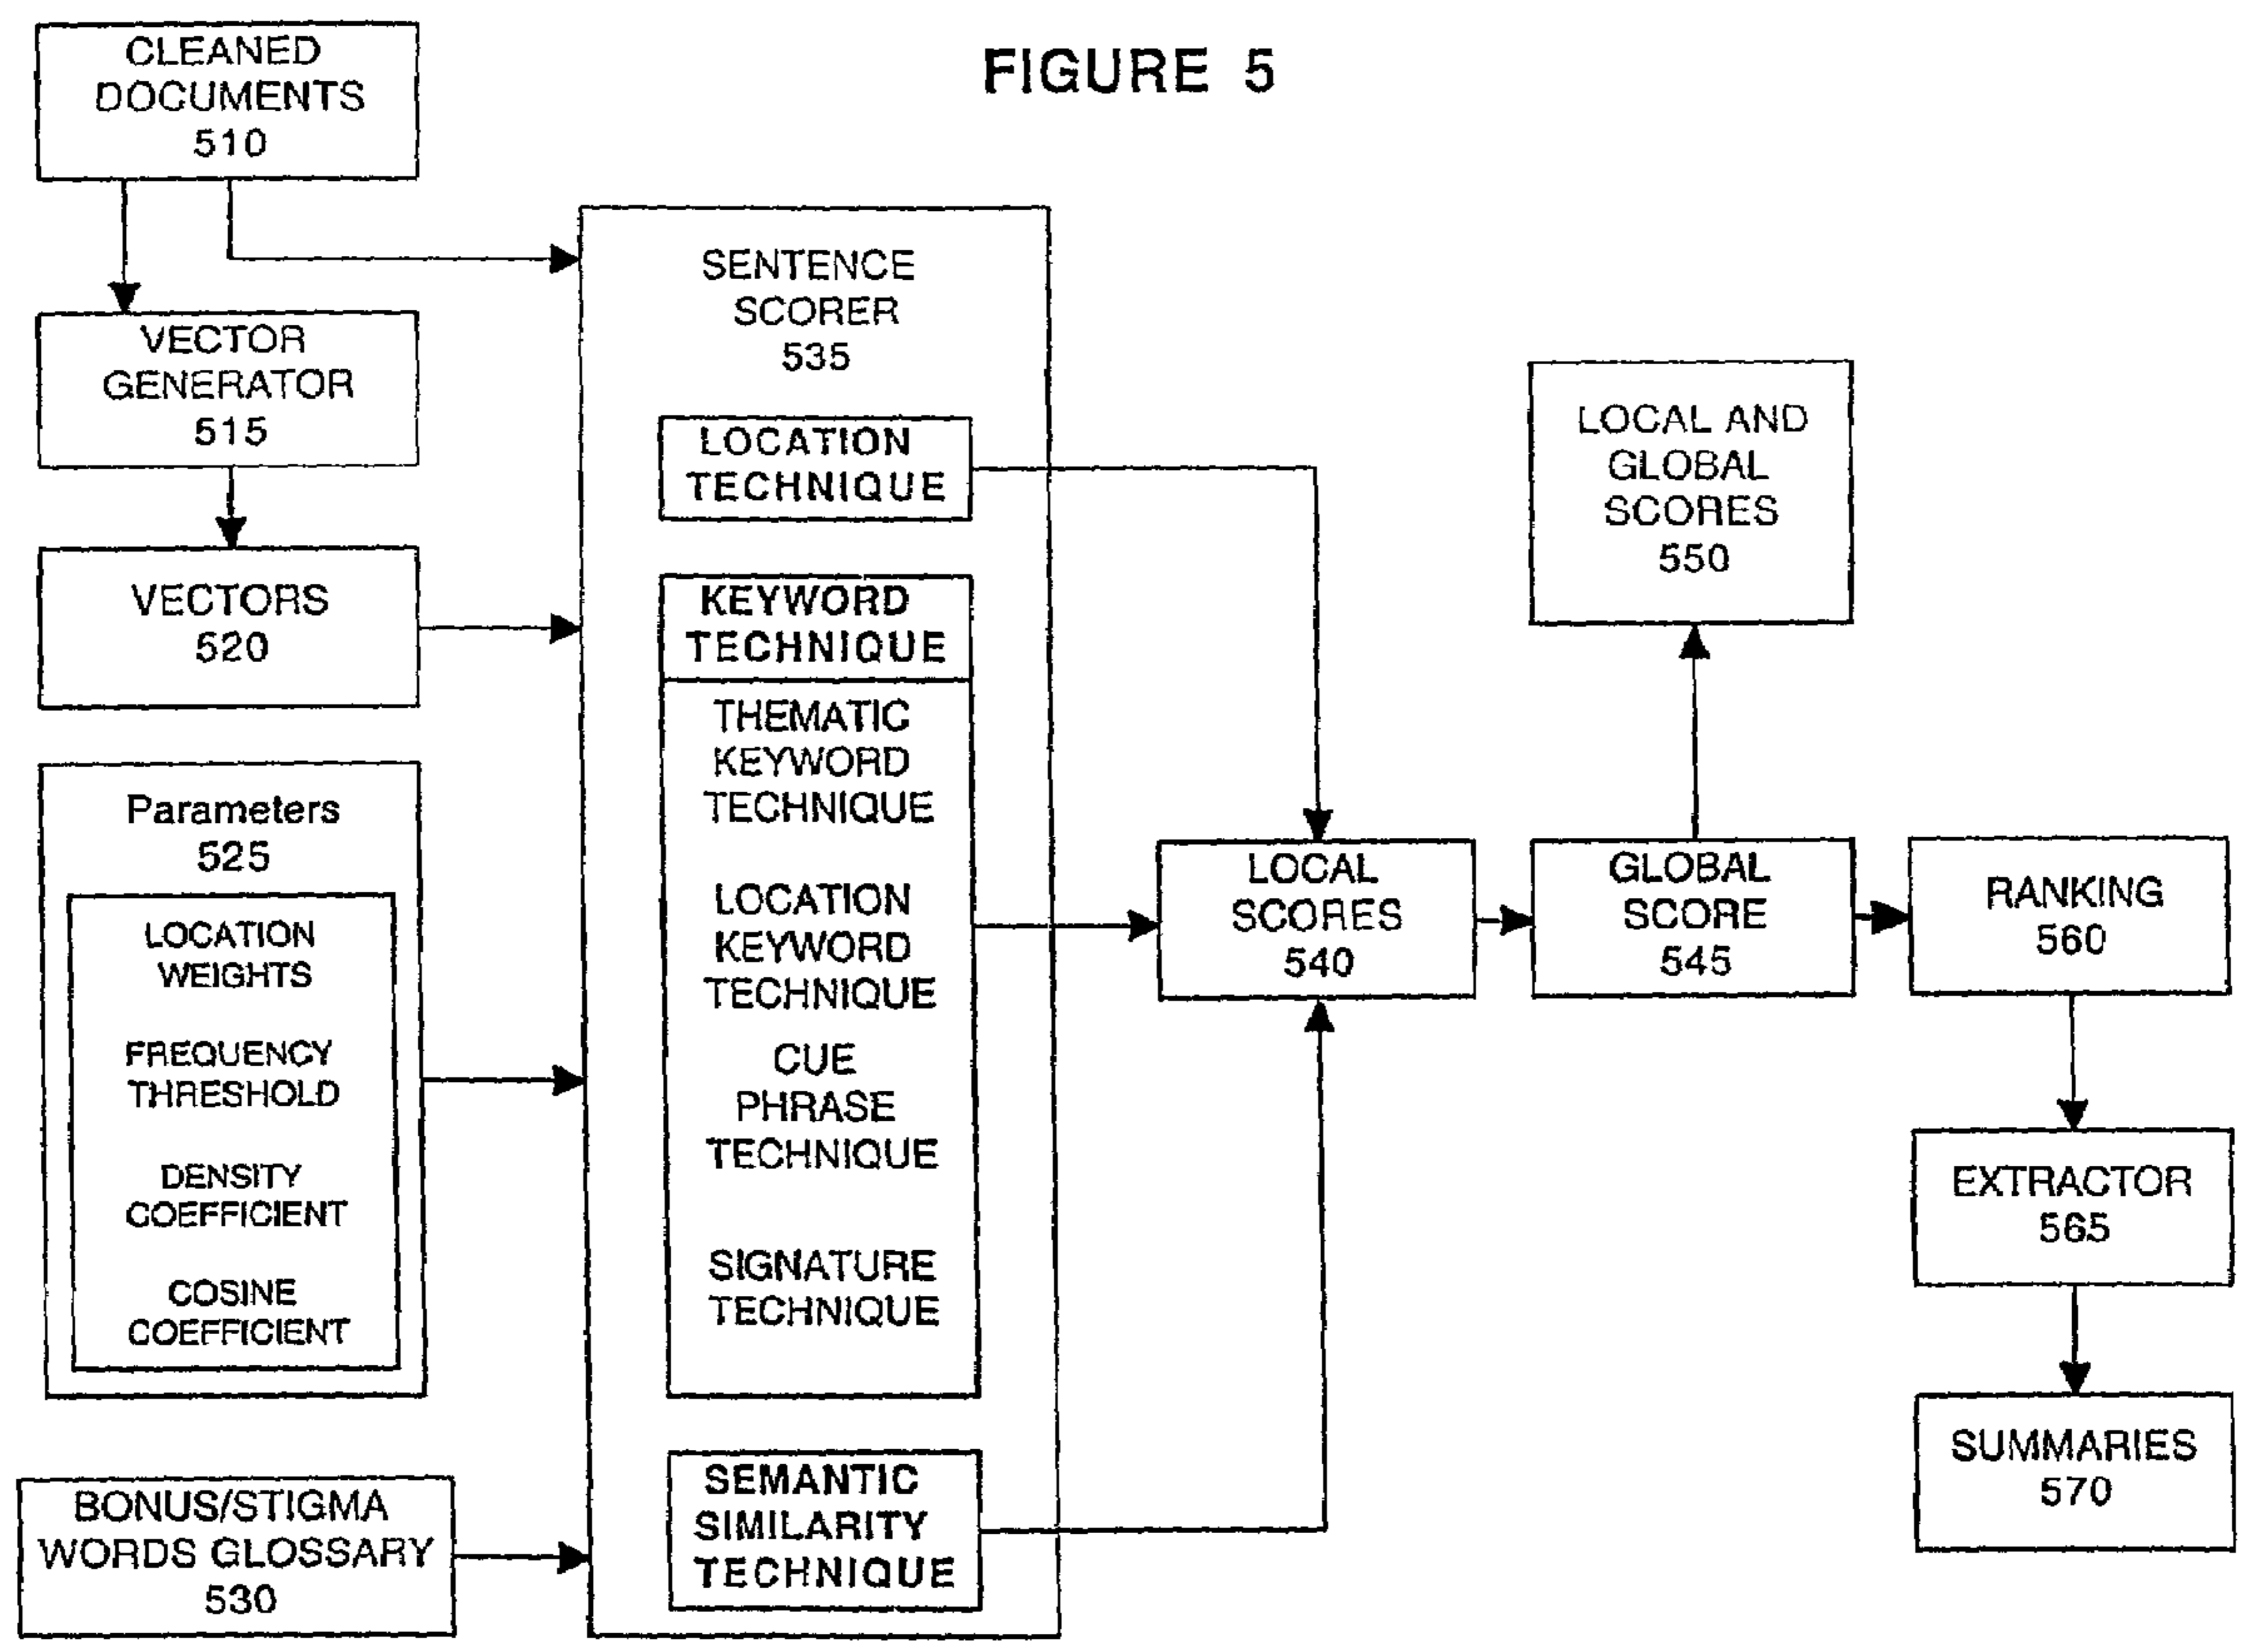 FIGURE 5
CLEANED
DOCUMENTS
510
VECTOR
GENERATOR
515
VECTORS
520
Parameters
525
LOCATION
WEIGHTS
FREQUENCY
THRESHOLD
DENSITY
COEFFICIENT
COSINE
COEFFICIENT
BONUS/STIGMA
WORDS GLOSSARY
530
SENTENCE
SCORER
535
LOCATION
TECHNIQUE
KEYWORD
TECHNIQUE
THEMATIC
KEYWORD
TECHNIQUE
LOCATION
KEYWORD
TECHNIQUE
CUE
PHRASE
TECHNIQUE
SIGNATURE
TECHNIQUE
SEMANTIC
SIMILARITY
TECHNIQUE
LOCAL
SCORES
540
GLOBAL
SCORE
545
LOCAL AND
GLOBAL
SCORES
550
RANKING
560
EXTRACTOR
565
SUMMARIES
570